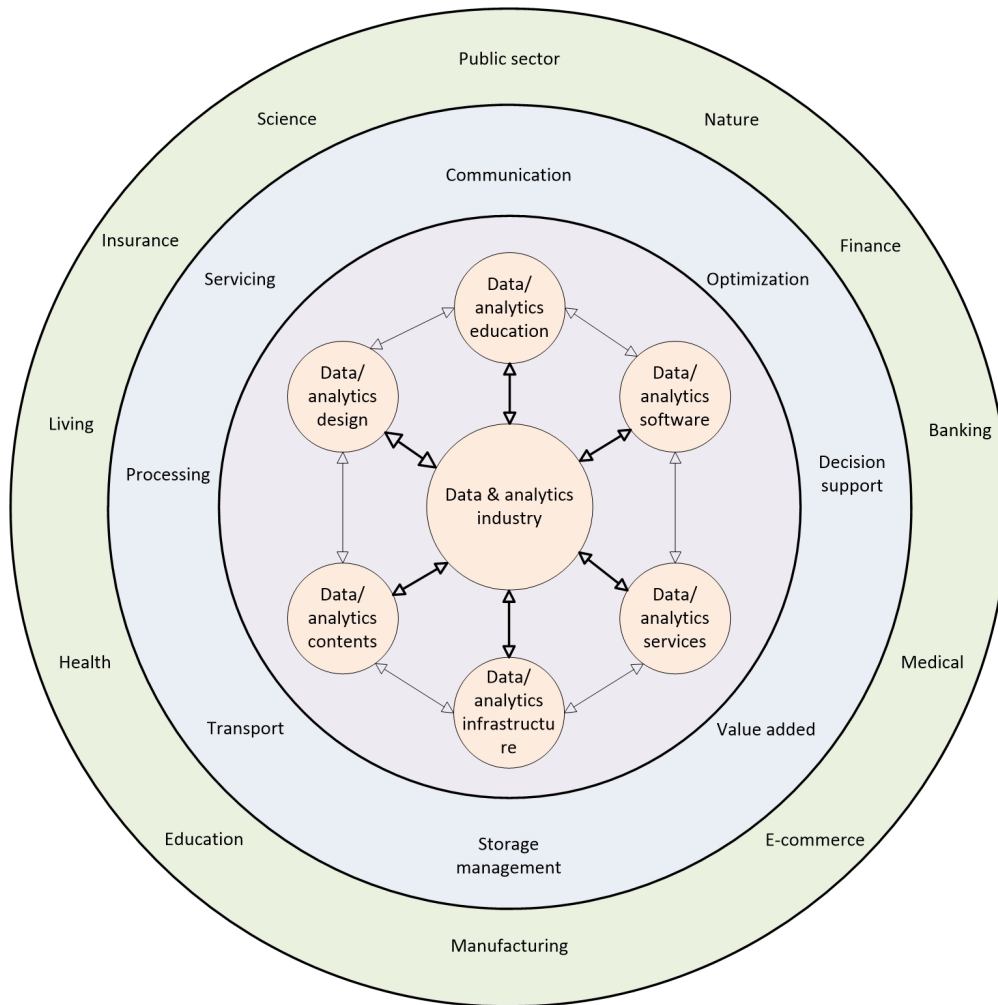 Public sector
Science
Nature
Communication
Insurance
Finance
Servicing
Optimization
Data/
analytics
education
Data/
analytics
design
Data/
analytics
software
Living
Banking
Processing
Decision
support
Data & analytics
industry
Data/
analytics
contents
Data/
analytics
services
Health
Medical
Data/
analytics
infrastructu
re
Transport
Value added
Education
E-commerce
Storage
management
Manufacturing